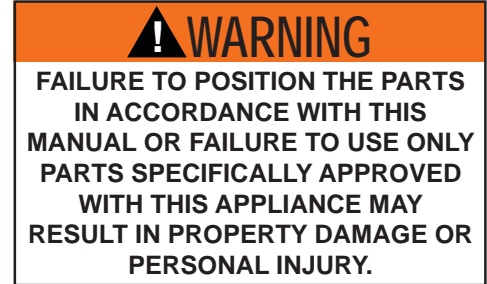 ! WARNING
FAILURE TO POSITION THE PARTS
IN ACCORDANCE WITH THIS
MANUAL OR FAILURE TO USE ONLY
PARTS SPECIFICALLY APPROVED
WITH THIS APPLIANCE MAY
RESULT IN PROPERTY DAMAGE OR
PERSONAL INJURY.